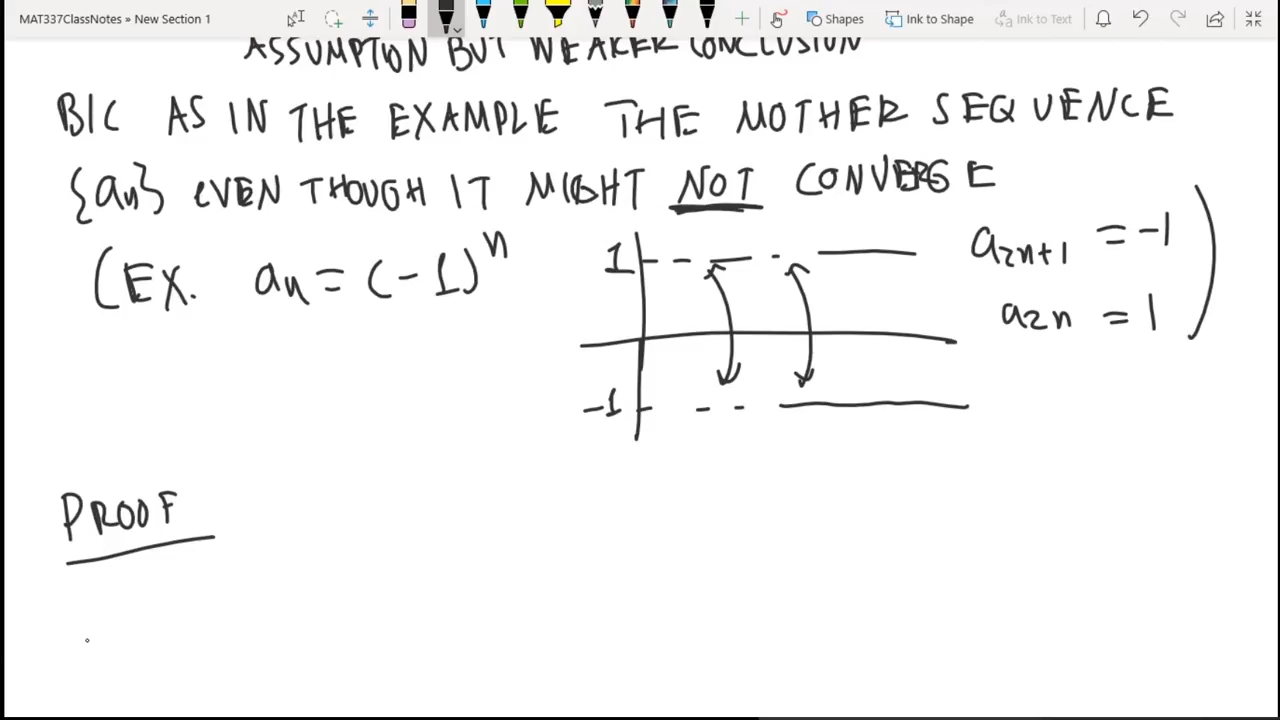 MAT337ClassNotes » New Section 1
Shapes
Ink to Shape
Ink to Text
ASSUMPTION BUT WEAKER CONCLUSION
B/C AS IN THE EXAMPLE THE MOTHER SEQUENCE
{an} EVEN THOUGH IT MIGHT NOT CONVERGE
(EX. an = (-1)^n
1
-1
a2n+1 = -1
a2n = 1 )
PROOF